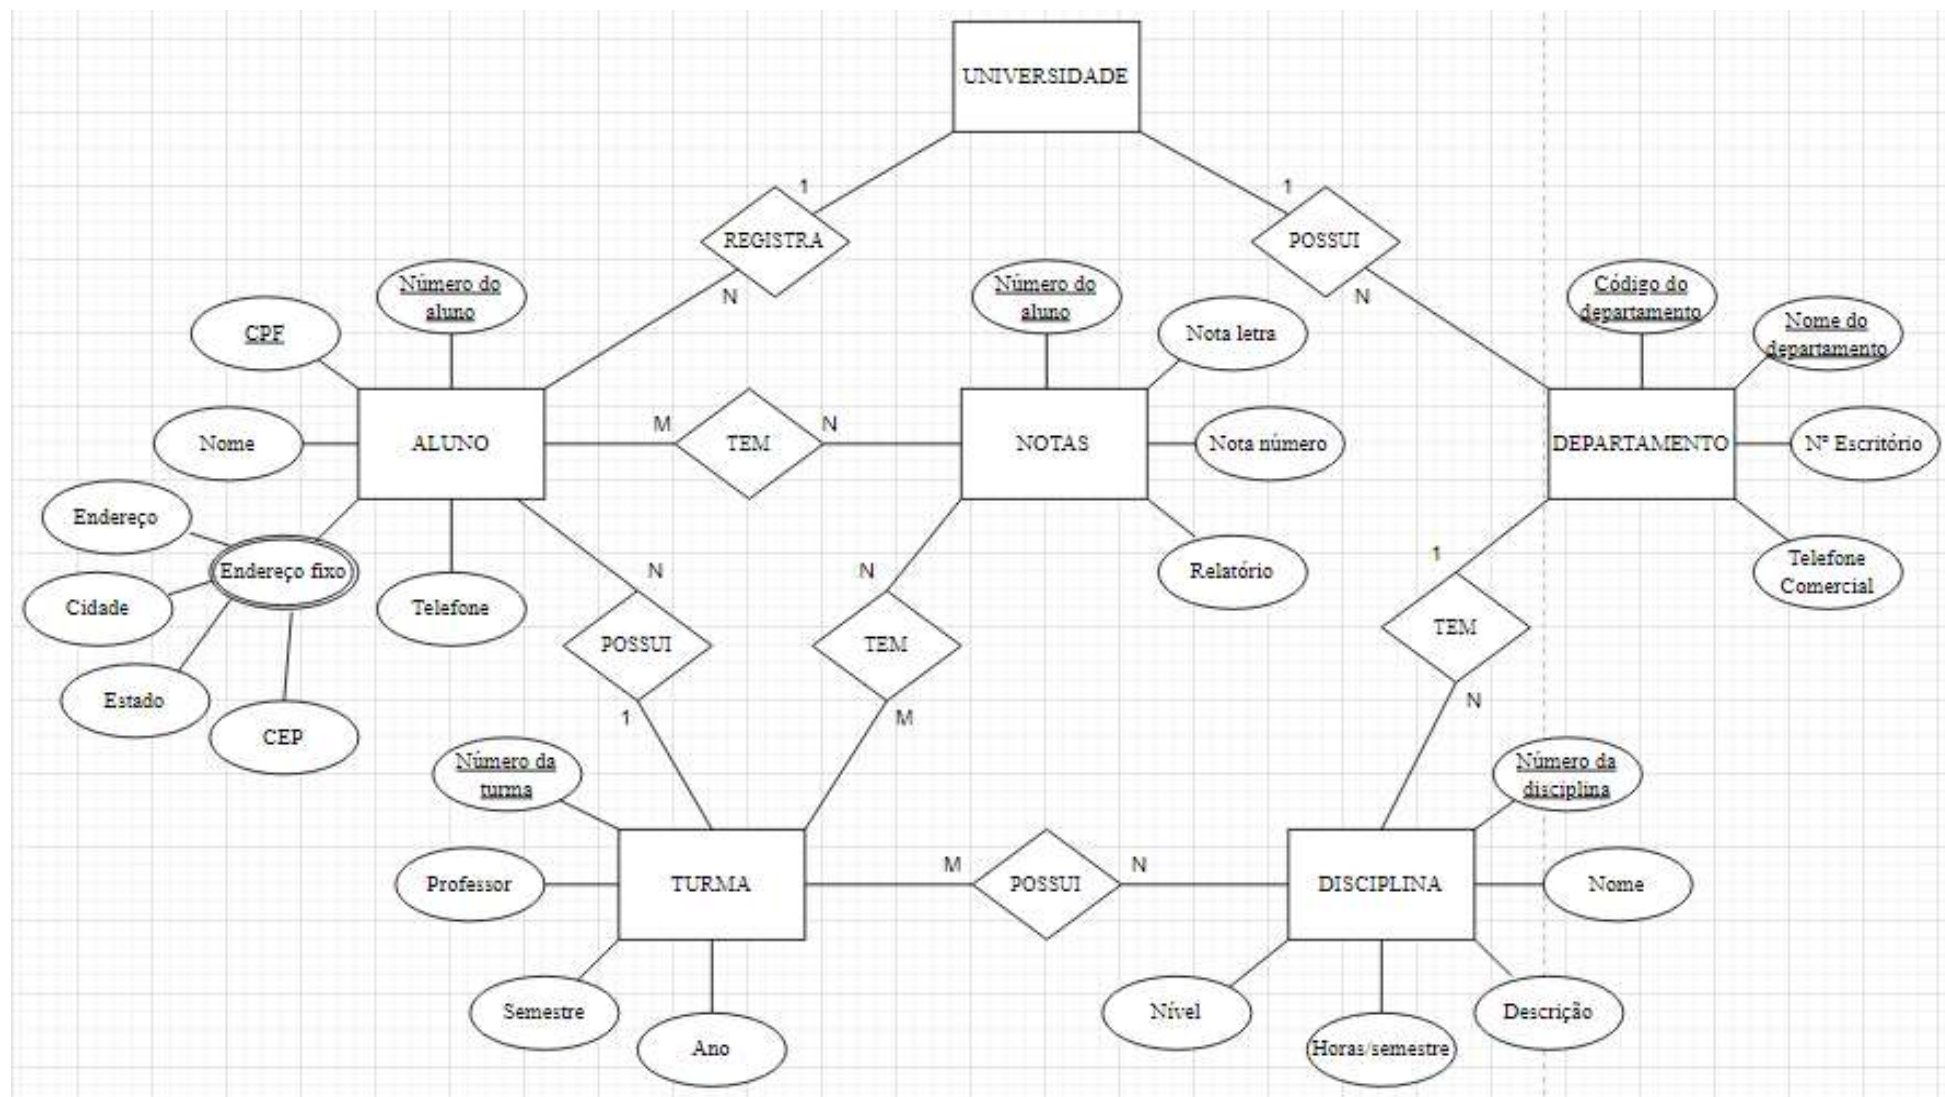 UNIVERSIDADE
1
1
REGISTRA
POSSUI
N
N
Número do
aluno
Número do
aluno
Código do
departamento
CPF
Nota letra
Nome do
departamento
Nome
ALUNO
M
TEM
N
NOTAS
Nota número
DEPARTAMENTO
Nº Escritório
Endereço
Endereço fixo
Cidade
Estado
CEP
Telefone
N
POSSUI
1
N
TEM
M
Relatório
1
TEM
N
Telefone
Comercial
Número da
turma
Número da
disciplina
Professor
TURMA
M
POSSUI
N
DISCIPLINA
Nome
Semestre
Ano
Nível
Horas/semestre
Descrição